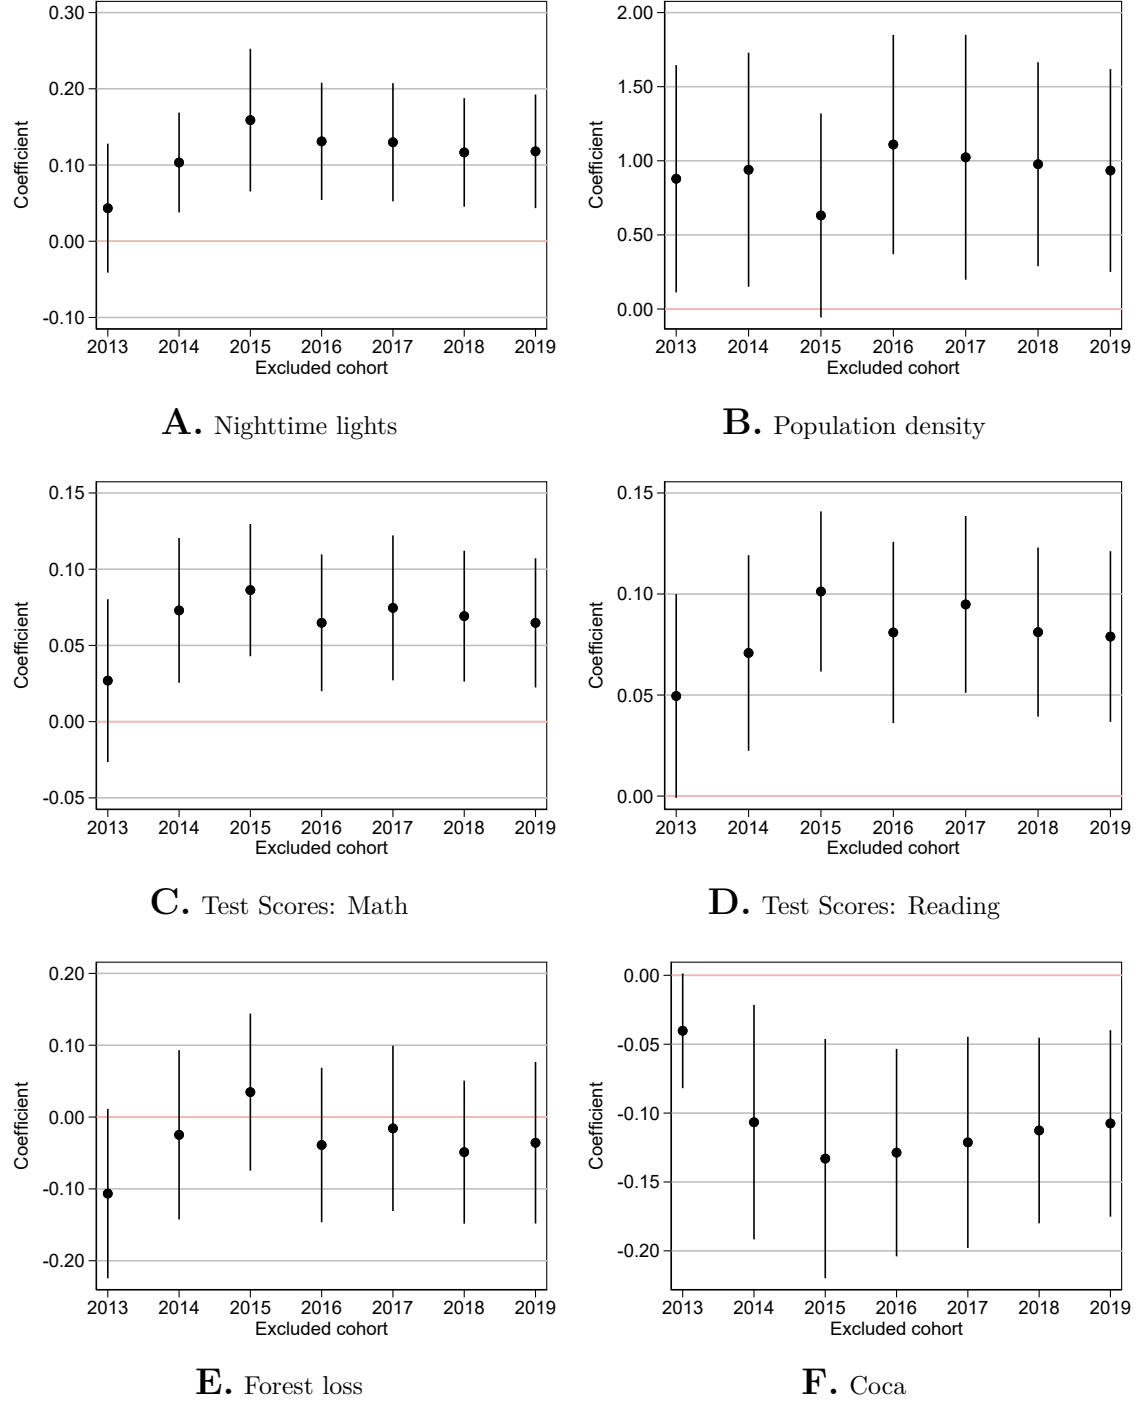 0.30
0.20
0.10
0.00
-0.10
Coefficient
2013 2014 2015 2016 2017 2018 2019
Excluded cohort
A. Nighttime lights
2.00
1.50
1.00
0.50
0.00
Coefficient
2013 2014 2015 2016 2017 2018 2019
Excluded cohort
B. Population density
0.15
0.10
0.05
0.00
-0.05
Coefficient
2013 2014 2015 2016 2017 2018 2019
Excluded cohort
C. Test Scores: Math
0.15
0.10
0.05
0.00
Coefficient
2013 2014 2015 2016 2017 2018 2019
Excluded cohort
D. Test Scores: Reading
0.20
0.10
0.00
-0.10
-0.20
Coefficient
2013 2014 2015 2016 2017 2018 2019
Excluded cohort
E. Forest loss
0.00
-0.05
-0.10
-0.15
-0.20
Coefficient
2013 2014 2015 2016 2017 2018 2019
Excluded cohort
F. Coca